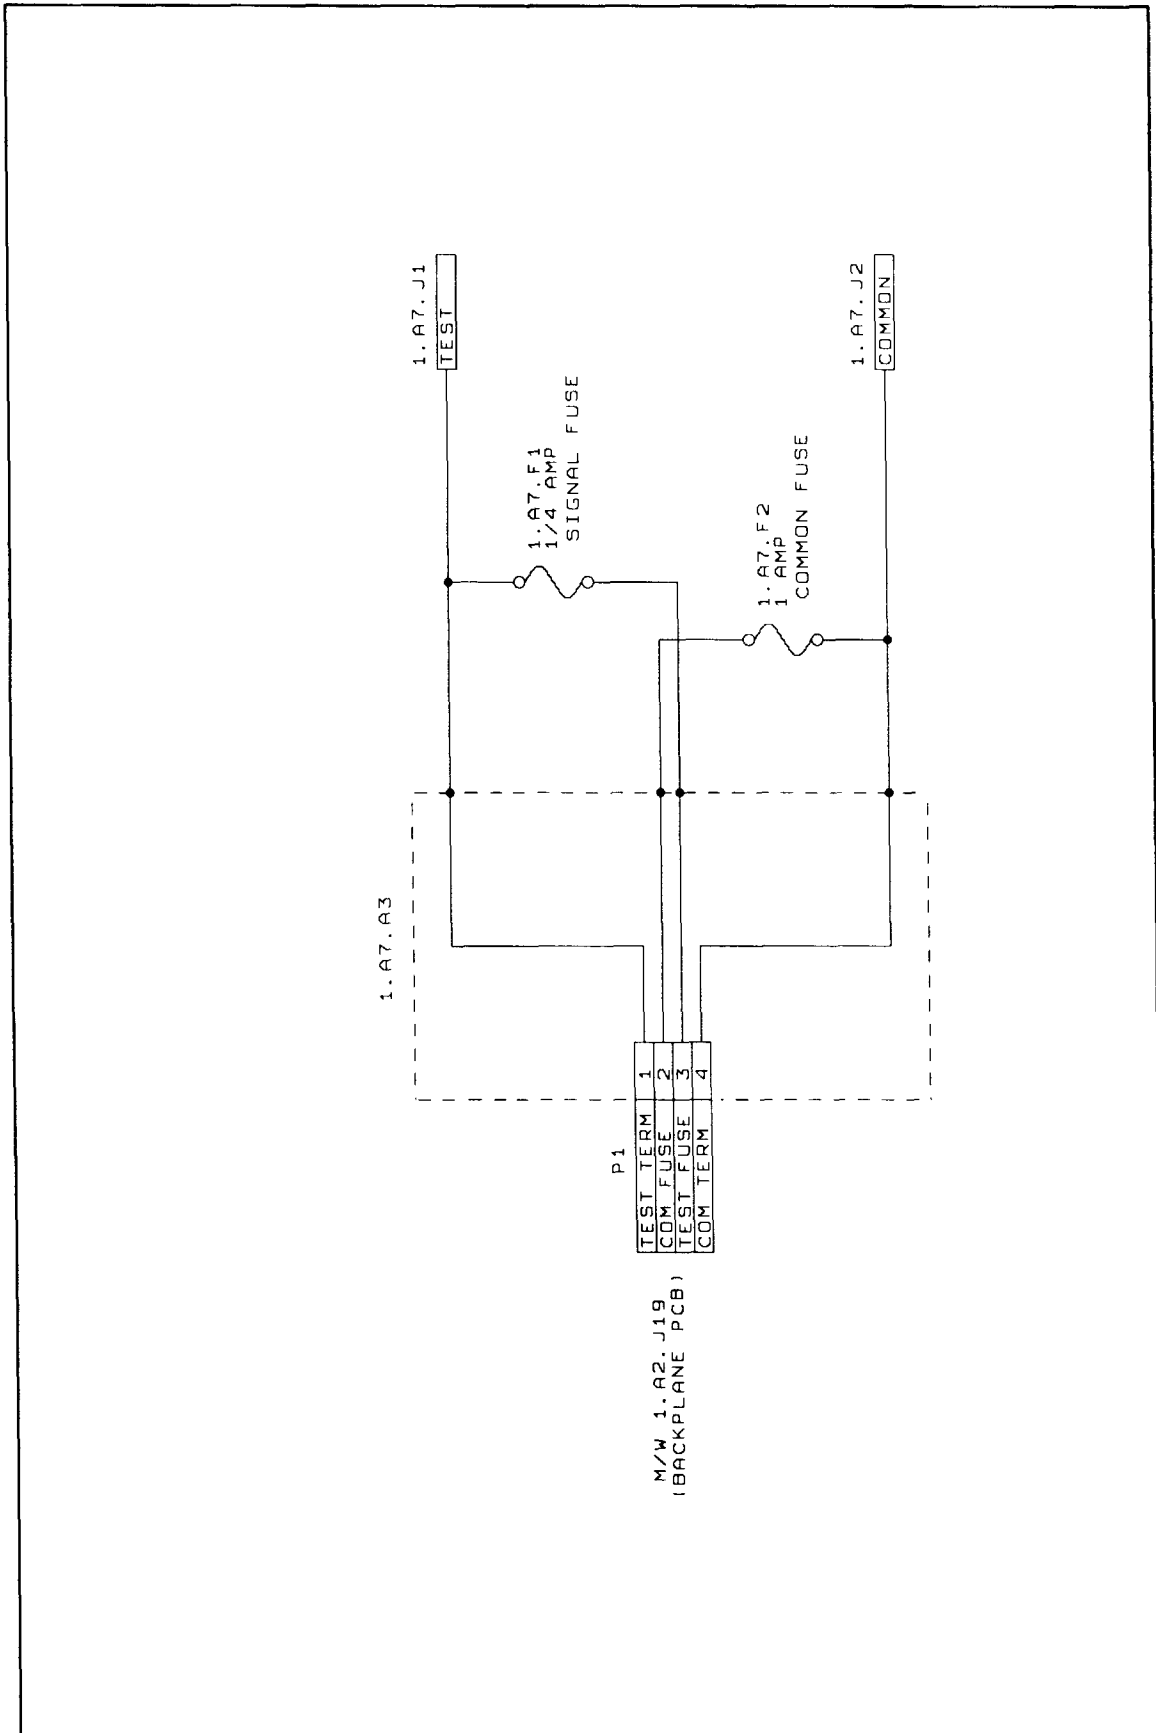 1.A7.J1
TEST
1.A7.F1
1/4 AMP
SIGNAL FUSE
1.A7.J2
COMMON
1.A7.F2
1 AMP
COMMON FUSE
1.A7.A3
P1
TEST TERM 1
COM FUSE 2
TEST FUSE 3
COM TERM 4
M/W 1.A2.J19
(BACKPLANE PCB)